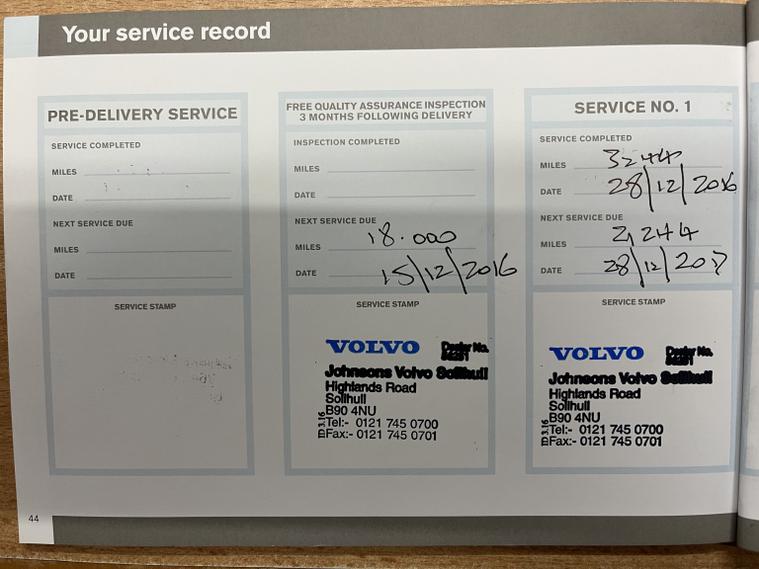 Your service record
PRE-DELIVERY SERVICE
SERVICE COMPLETED
MILES
DATE
NEXT SERVICE DUE
MILES
DATE
SERVICE STAMP
FREE QUALITY ASSURANCE INSPECTION
3 MONTHS FOLLOWING DELIVERY
INSPECTION COMPLETED
MILES
DATE
NEXT SERVICE DUE
MILES 18.000
DATE 15/12/2016
SERVICE STAMP
VOLVO Dealer No.
Johnsons Volvo Solihull
Highlands Road
Solihull
B90 4NU
Tel:- 0121 745 0700
Fax:- 0121 745 0701
SERVICE NO. 1
SERVICE COMPLETED
MILES 3244
DATE 28/12/2016
NEXT SERVICE DUE
MILES 21244
DATE 28/12/2017
SERVICE STAMP
VOLVO Dealer No.
Johnsons Volvo Solihull
Highlands Road
Solihull
B90 4NU
Tel:- 0121 745 0700
Fax:- 0121 745 0701
44